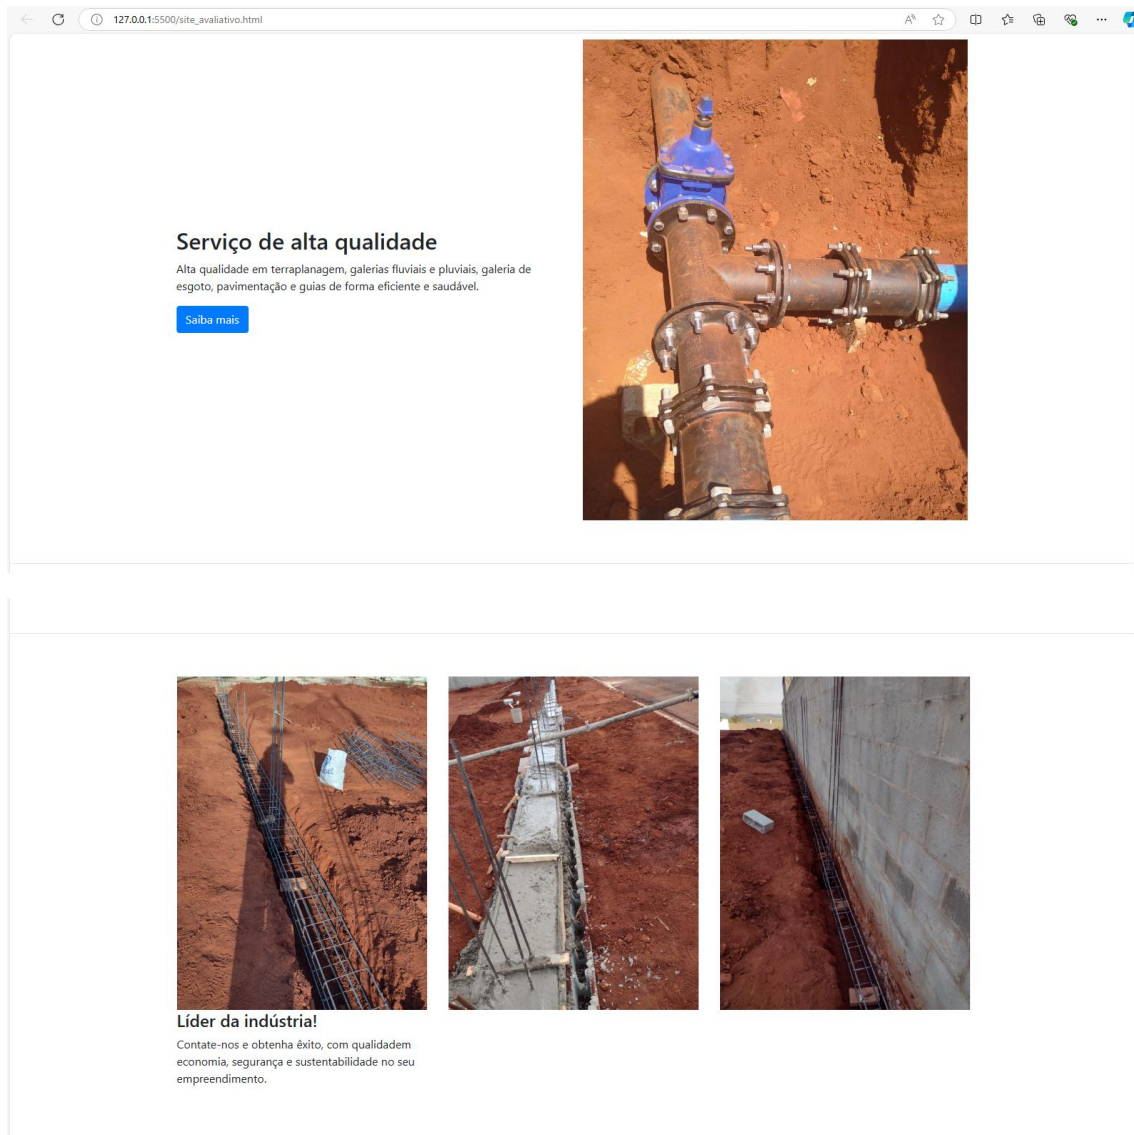 127.0.0.1:5500/site_avaliativo.html
Serviço de alta qualidade
Alta qualidade em terraplanagem, galerias fluviais e pluviais, galeria de
esgoto, pavimentação e guias de forma eficiente e saudável.
Saiba mais
Líder da indústria!
Contate-nos e obtenha êxito, com qualidadem
economia, segurança e sustentabilidade no seu
empreendimento.